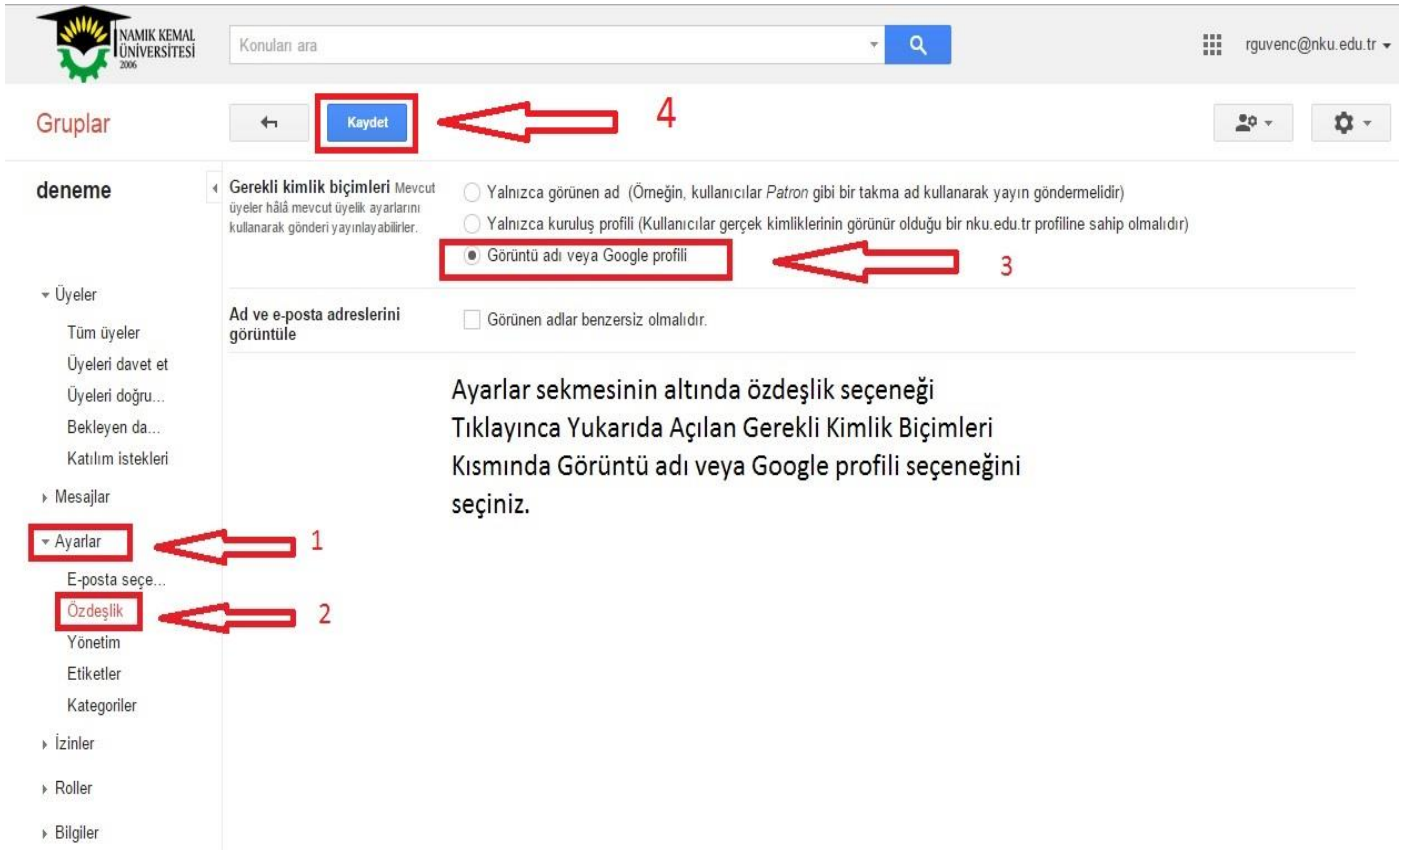 NAMIK KEMAL
ÜNİVERSİTESİ
2006
Konuları ara
rguvenc@nku.edu.tr
Gruplar
Kaydet
4
deneme
Gerekli kimlik biçimleri Mevcut
üyeler hâlâ mevcut üyelik ayarlarını
kullanarak gönderi yayınlayabilirler.
Yalnızca görünen ad (Örneğin, kullanıcılar Patron gibi bir takma ad kullanarak yayın göndermelidir)
Yalnızca kuruluş profili (Kullanıcılar gerçek kimliklerinin görünür olduğu bir nku.edu.tr profiline sahip olmalıdır)
Görüntü adı veya Google profili
3
Ad ve e-posta adreslerini
görüntüle
Görünen adlar benzersiz olmalıdır.
Üyeler
Tüm üyeler
Üyeleri davet et
Üyeleri doğru...
Bekleyen da...
Katılım istekleri
Mesajlar
Ayarlar
1
E-posta seçe...
Özdeşlik
2
Yönetim
Etiketler
Kategoriler
İzinler
Roller
Bilgiler
Ayarlar sekmesinin altında özdeşlik seçeneği
Tıklayınca Yukarıda Açılan Gerekli Kimlik Biçimleri
Kısmında Görüntü adı veya Google profili seçeneğini
seçiniz.